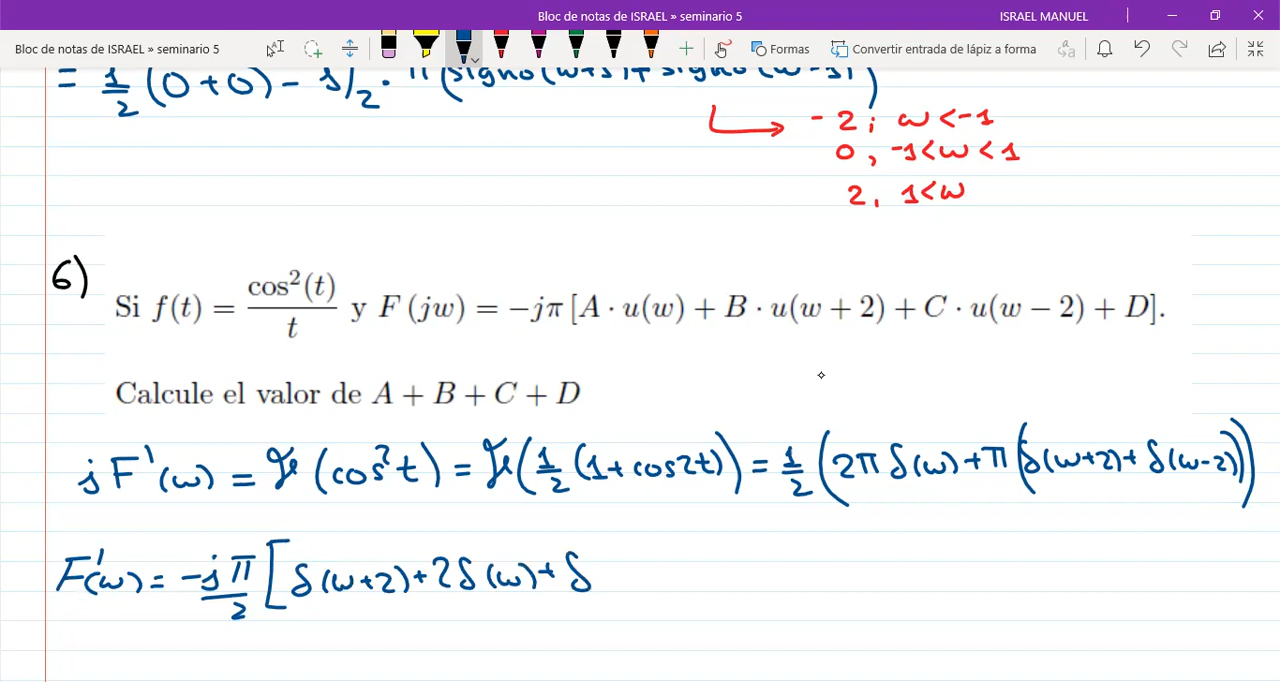 Bloc de notas de ISRAEL » seminario 5
ISRAEL MANUEL
Bloc de notas de ISRAEL » seminario 5
Formas
Convertir entrada de lápiz a forma
= 1/2 (0+0) - j/2 · π (signo(w+1)+signo(w-1))
-2; w<-1
0, -1<w<1
2, 1<w
6)
Si f(t) = cos²(t)/t y F(jw) = -jπ [A · u(w) + B · u(w + 2) + C · u(w − 2) + D].
Calcule el valor de A + B + C + D
jF'(w) = F(cos²t) = F(1/2 (1+cos2t)) = 1/2 (2πδ(w)+π(δ(w+2)+δ(w-2)))
F'(w) = -jπ/2 [δ(w+2)+2δ(w)+δ